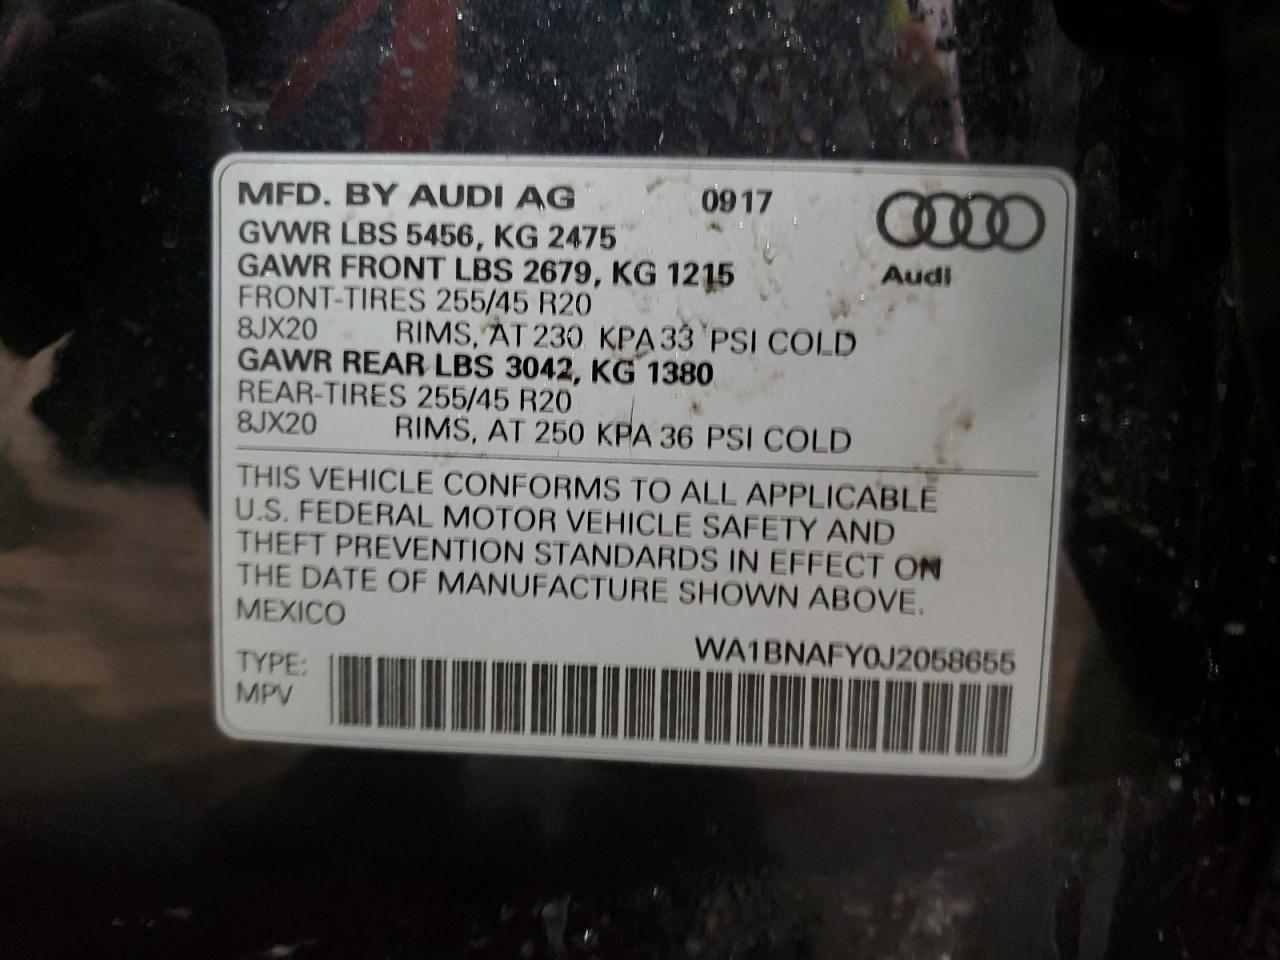 MFD. BY AUDI AG 0917
GVWR LBS 5456, KG 2475
GAWR FRONT LBS 2679, KG 1215
Audi
FRONT-TIRES 255/45 R20
8JX20 RIMS, AT 230 KPA 33 PSI COLD
GAWR REAR LBS 3042, KG 1380
REAR-TIRES 255/45 R20
8JX20 RIMS, AT 250 KPA 36 PSI COLD
THIS VEHICLE CONFORMS TO ALL APPLICABLE
U.S. FEDERAL MOTOR VEHICLE SAFETY AND
THEFT PREVENTION STANDARDS IN EFFECT ON
THE DATE OF MANUFACTURE SHOWN ABOVE.
MEXICO
WA1BNAFY0J2058655
TYPE:
MPV